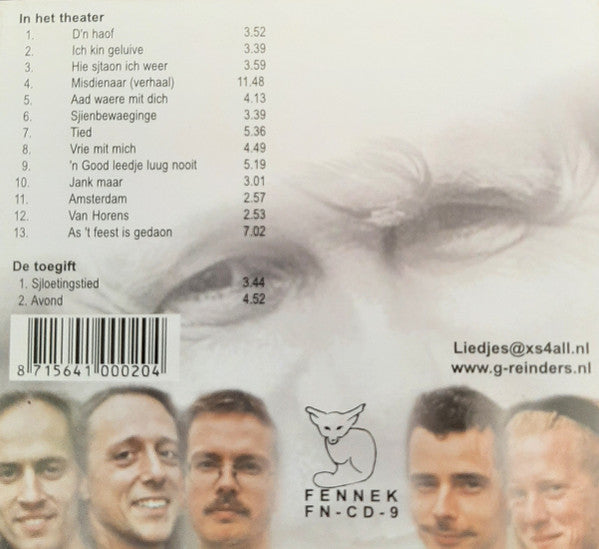 In het theater
1. D'n haof 3.52
2. Ich kin geluive 3.39
3. Hie sjtaon ich weer 3.59
4. Misdienaar (verhaal) 11.48
5. Aad waere mit dich 4.13
6. Sjienbewaeginge 3.39
7. Tied 5.36
8. Vrie mit mich 4.49
9. 'n Good leedje luug nooit 5.19
10. Jank maar 3.01
11. Amsterdam 2.57
12. Van Horens 2.53
13. As 't feest is gedaon 7.02
De toegift
1. Sjloetingstied 3.44
2. Avond 4.52
8 715641 000204
Liedjes@xs4all.nl
www.g-reinders.nl
FENNEK
FN-CD-9